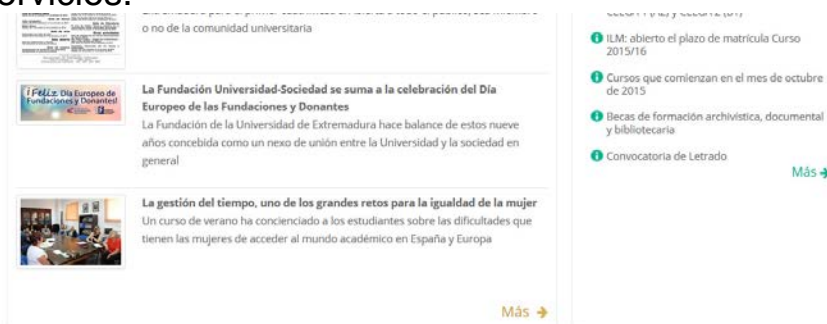 ervicios.
o no de la comunidad universitaria
¡Feliz Día Europeo de
Fundaciones y Donantes!
La Fundación Universidad-Sociedad se suma a la celebración del Día
Europeo de las Fundaciones y Donantes
La Fundación de la Universidad de Extremadura hace balance de estos nueve
años concebida como un nexo de unión entre la Universidad y la sociedad en
general
La gestión del tiempo, uno de los grandes retos para la igualdad de la mujer
Un curso de verano ha concienciado a los estudiantes sobre las dificultades que
tienen las mujeres de acceder al mundo académico en España y Europa
Más
ILM: abierto el plazo de matrícula Curso
2015/16
Cursos que comienzan en el mes de octubre
de 2015
Becas de formación archivística, documental
y bibliotecaria
Convocatoria de Letrado
Más